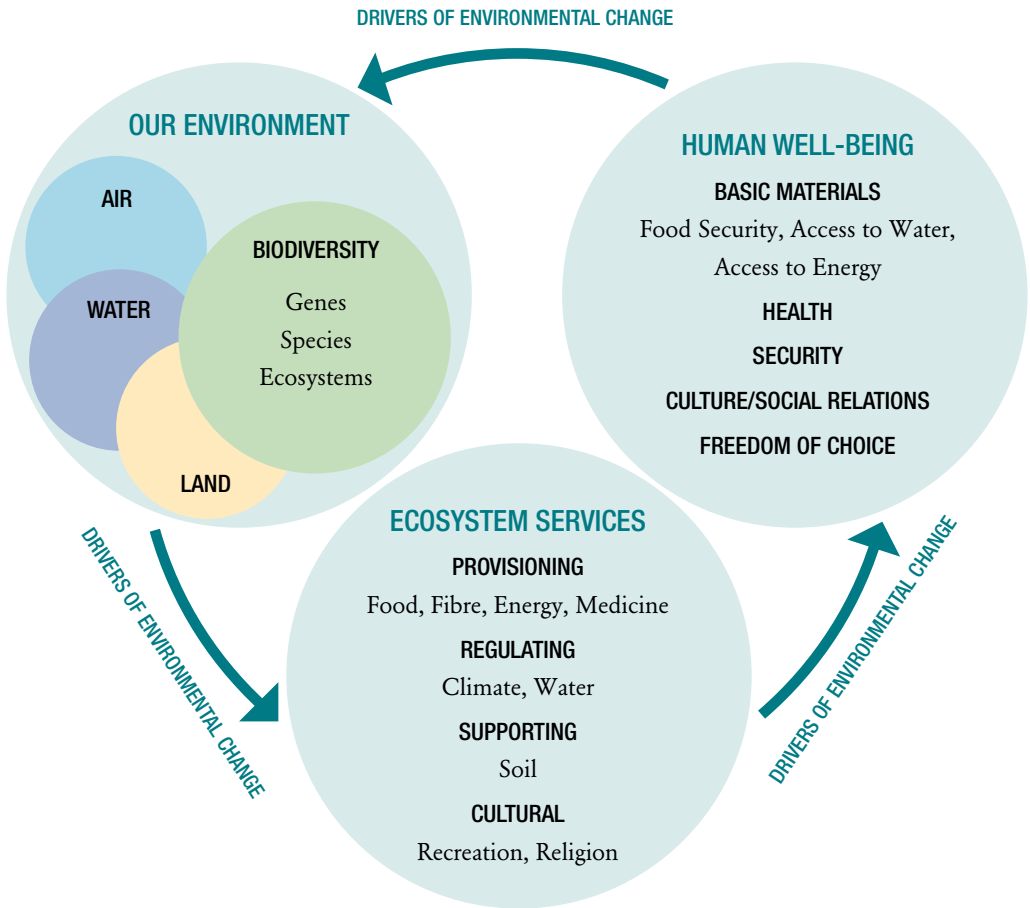 DRIVERS OF ENVIRONMENTAL CHANGE
OUR ENVIRONMENT
AIR
WATER
LAND
BIODIVERSITY
Genes
Species
Ecosystems
HUMAN WELL-BEING
BASIC MATERIALS
Food Security, Access to Water,
Access to Energy
HEALTH
SECURITY
CULTURE/SOCIAL RELATIONS
FREEDOM OF CHOICE
DRIVERS OF ENVIRONMENTAL CHANGE
ECOSYSTEM SERVICES
PROVISIONING
Food, Fibre, Energy, Medicine
REGULATING
Climate, Water
SUPPORTING
Soil
CULTURAL
Recreation, Religion
DRIVERS OF ENVIRONMENTAL CHANGE